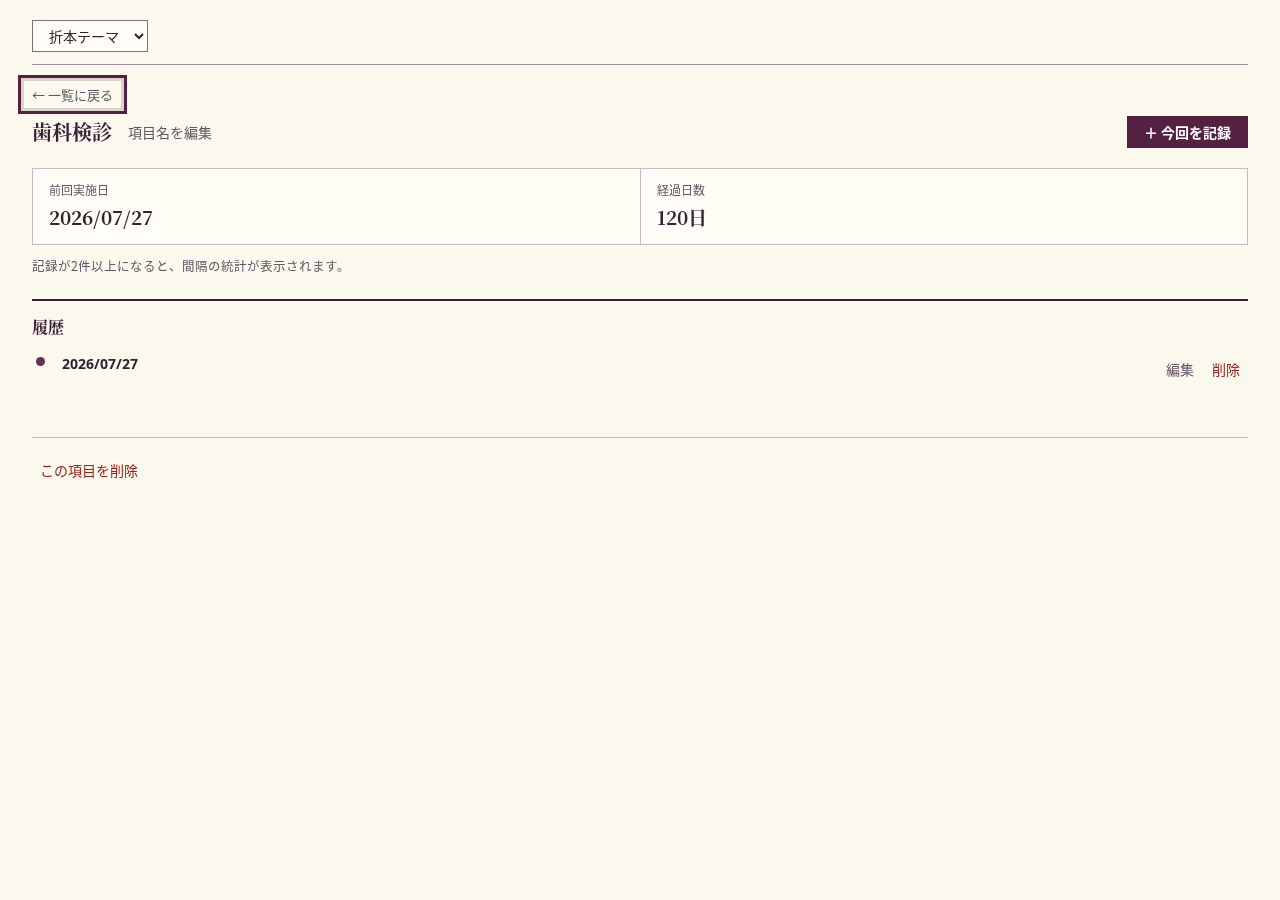 折本テーマ
← 一覧に戻る
歯科検診 項目名を編集
＋ 今回を記録
前回実施日
2026/07/27
経過日数
120日
記録が2件以上になると、間隔の統計が表示されます。
履歴
2026/07/27
編集 削除
この項目を削除